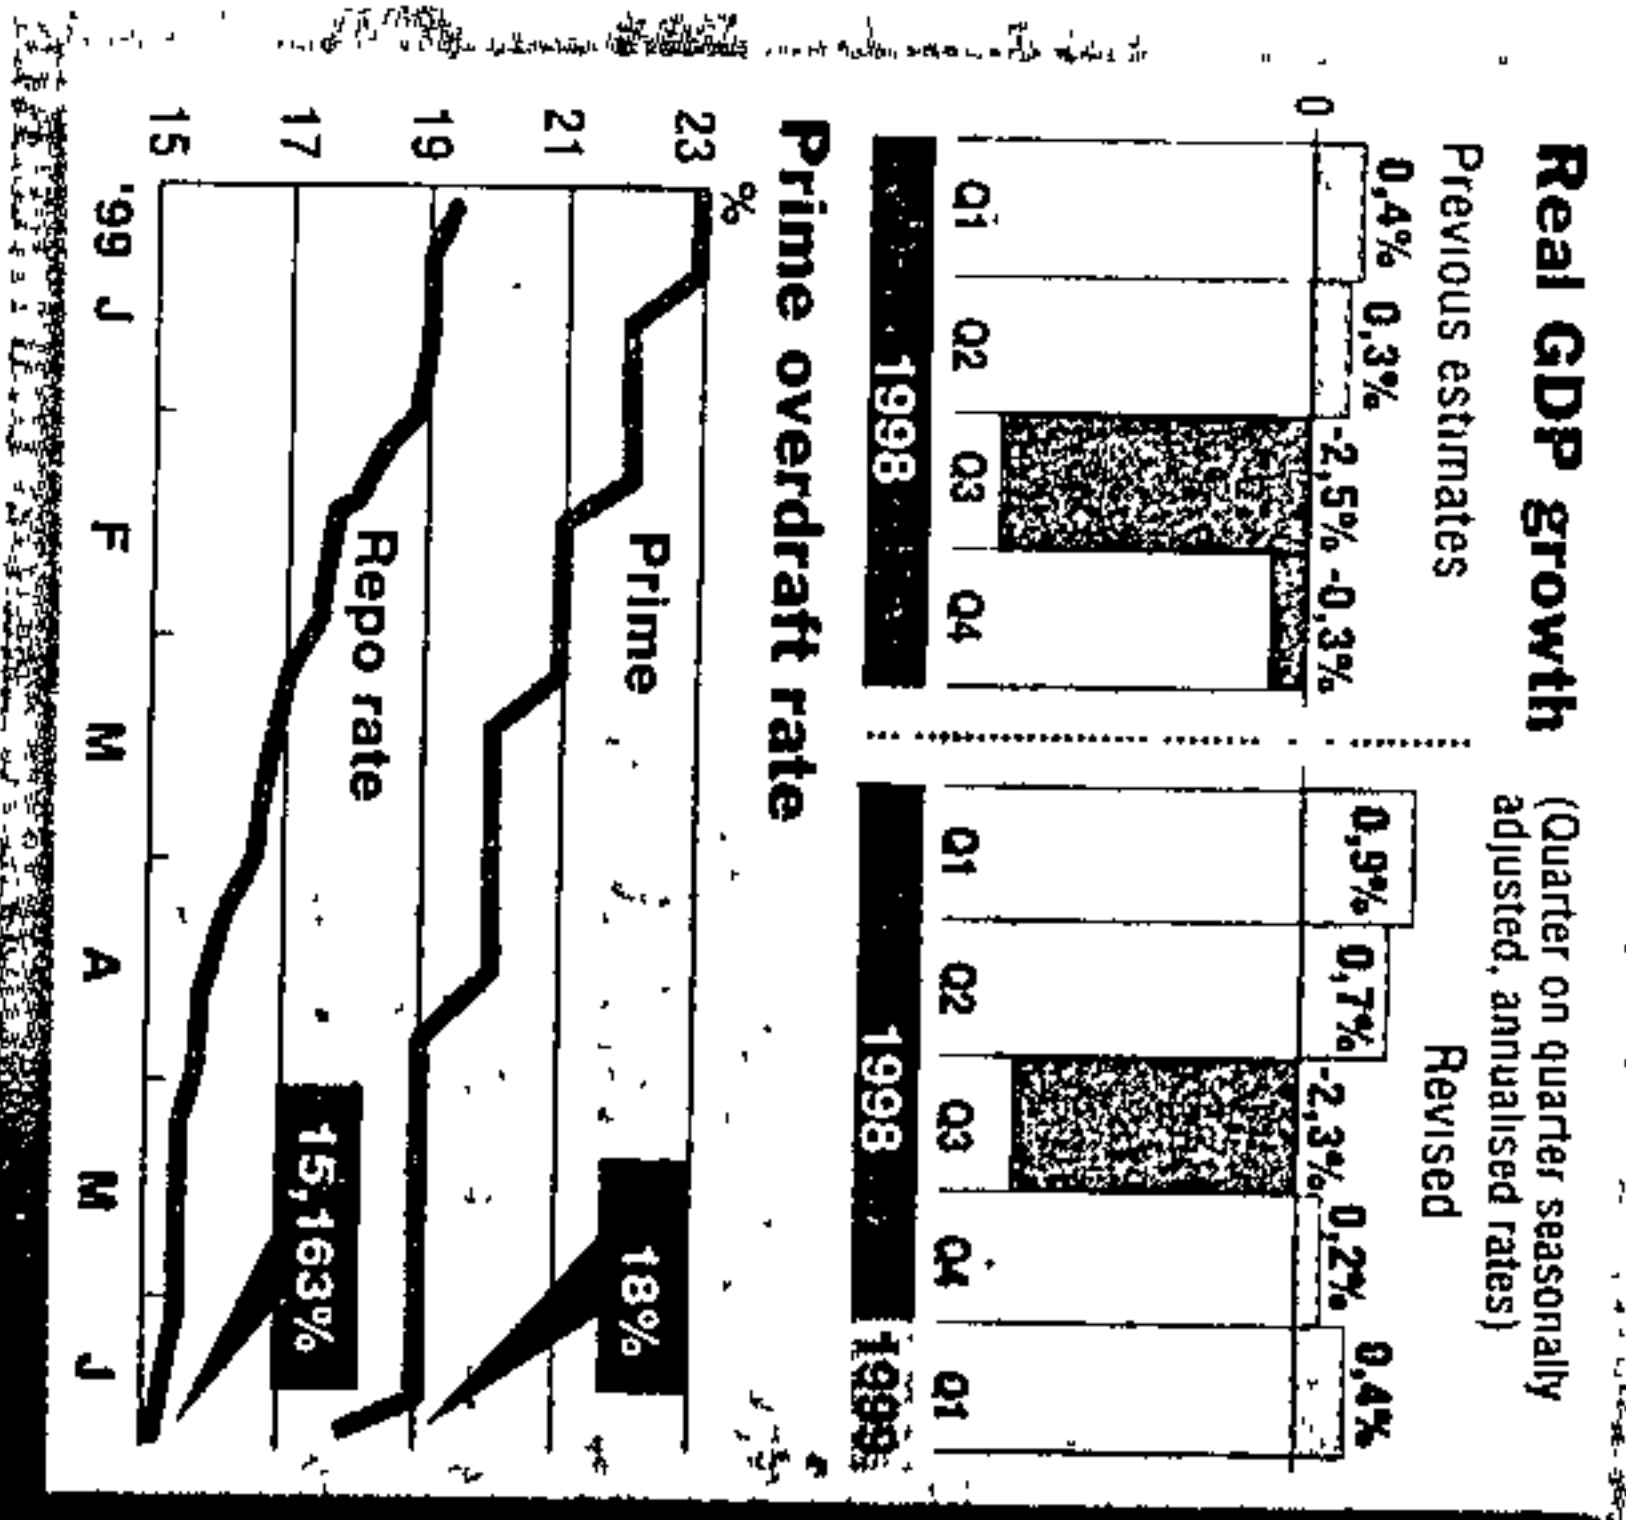 Real GDP growth
(Quarter on quarter seasonally
adjusted, annualised rates)
Previous estimates
Revised
0,4% 0,3% -2,5% -0,3%
0,9% 0,7% -2,3% 0,2% 0,4%
0
Q1 Q2 Q3 Q4
Q1 Q2 Q3 Q4 Q1
1998
1998
1999
Prime overdraft rate
%
23
21
19
17
15
Prime
Repo rate
18%
15,163%
'99 J F M A M J